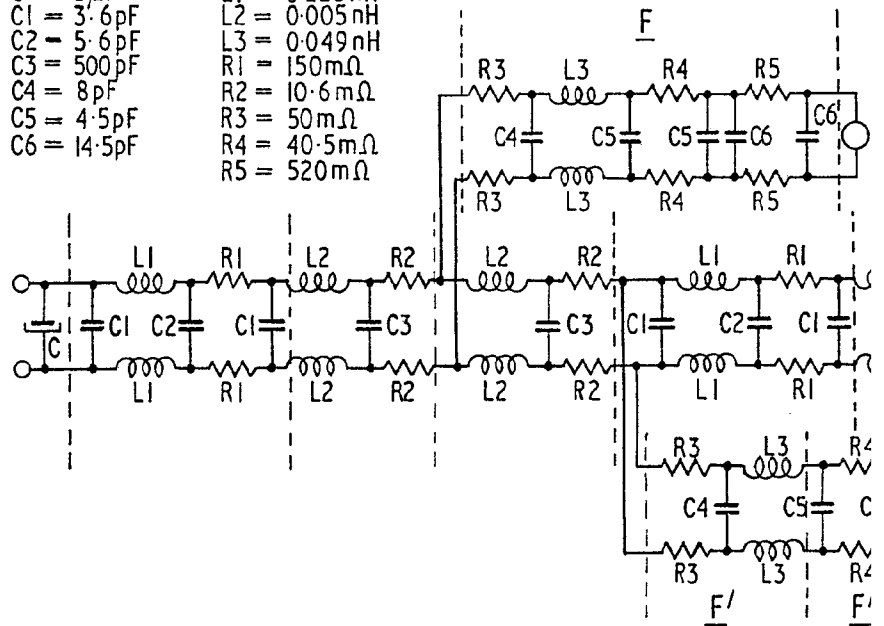 C1 = 3·6pF
C2 - 5·6pF
C3 = 500pF
C4 = 8pF
C5 = 4·5pF
C6 = 14·5pF
L2 = 0·005nH
L3 = 0·049nH
R1 = 150mΩ
R2 = 10·6mΩ
R3 = 50mΩ
R4 = 40·5mΩ
R5 = 520mΩ
F
R3 L3 R4 R5
C4 C5 C5 C6 C6
R3 L3 R4 R5
L1 R1 L2 R2 L2 R2 L1 R1
C C1 C2 C1 C3 C3 C1 C2 C1
L1 R1 L2 R2 L2 R2 L1 R1
R3 L3 R4
C4 C5 C
R3 L3 R4
F' F'